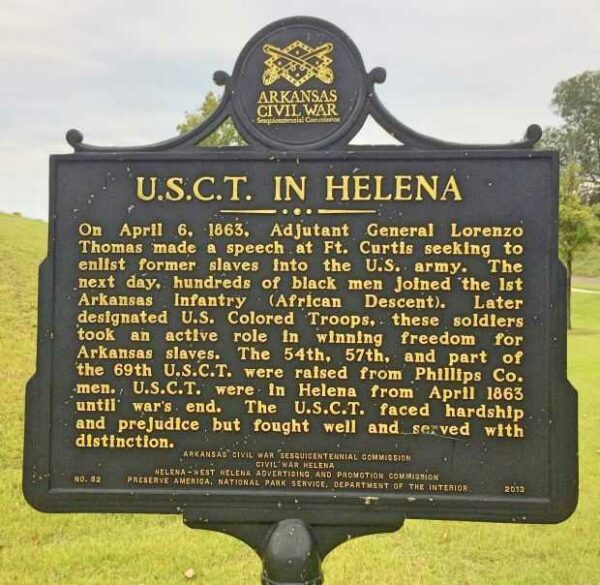 ARKANSAS
CIVIL WAR
Sesquicentennial Commission
U.S.C.T. IN HELENA
On April 6, 1863, Adjutant General Lorenzo
Thomas made a speech at Ft. Curtis seeking to
enlist former slaves into the U.S. army. The
next day, hundreds of black men joined the 1st
Arkansas Infantry (African Descent). Later
designated U.S. Colored Troops, these soldiers
took an active role in winning freedom for
Arkansas slaves. The 54th, 57th, and part of
the 69th U.S.C.T. were raised from Phillips Co.
men. U.S.C.T. were in Helena from April 1863
until war's end. The U.S.C.T. faced hardship
and prejudice but fought well and served with
distinction.
ARKANSAS CIVIL WAR SESQUICENTENNIAL COMMISSION
CIVIL WAR HELENA
HELENA-WEST HELENA ADVERTISING AND PROMOTION COMMISSION
NO. 52 PRESERVE AMERICA, NATIONAL PARK SERVICE, DEPARTMENT OF THE INTERIOR 2013